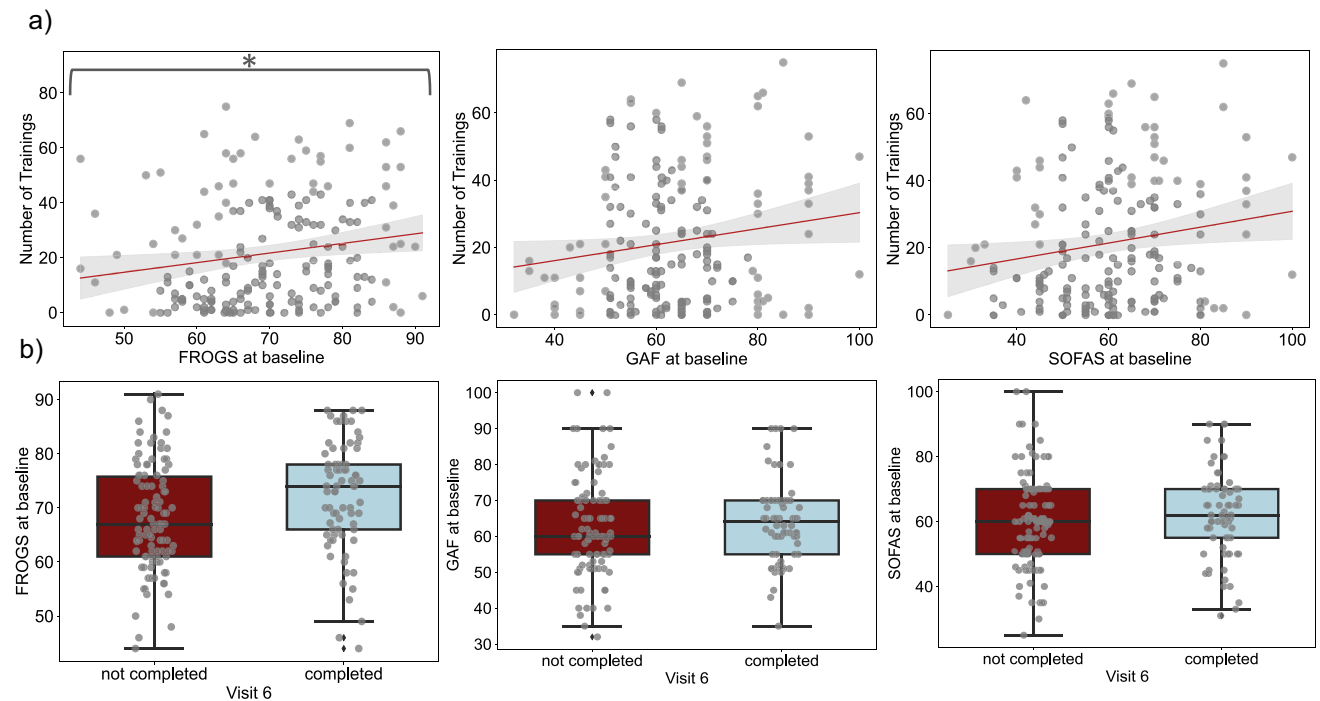 a)
*
Number of Trainings
80
60
40
20
0
50 60 70 80 90
FROGS at baseline
Number of Trainings
60
40
20
0
40 60 80 100
GAF at baseline
Number of Trainings
60
40
20
0
40 60 80 100
SOFAS at baseline
b)
FROGS at baseline
90
80
70
60
50
not completed completed
Visit 6
GAF at baseline
100
90
80
70
60
50
40
30
not completed completed
Visit 6
SOFAS at baseline
100
80
60
40
not completed completed
Visit 6